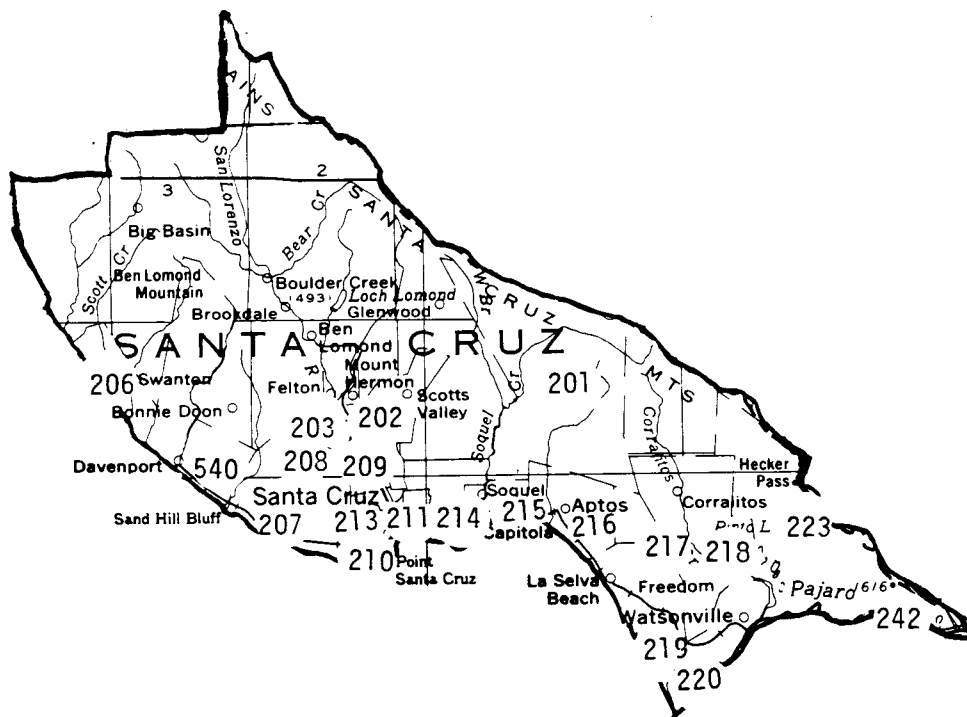 AINS
San Lorenzo
3
2
SANTA
Bear Cr
Big Basin
Scott Cr
Ben Lomond
Mountain
Boulder Creek
(493)
Loch Lomond
Brookdale
Glenwood
Br
CRUZ
MTS
SANTA CRUZ
Ben
Lomond
Mount
Hermon
R
206
Swanton
Felton
Scotts
Valley
Soquel Cr
201
Bonnie Doon
202
203
Corralitos
Davenport
540
208
209
Hecker
Pass
Santa Cruz
Soquel
Corralitos
Sand Hill Bluff
207
213
211
214
215
Capitola
Aptos
216
217
218
223
210
Point
Santa Cruz
La Selva
Beach
Freedom
Pajard
616
Watsonville
242
219
220